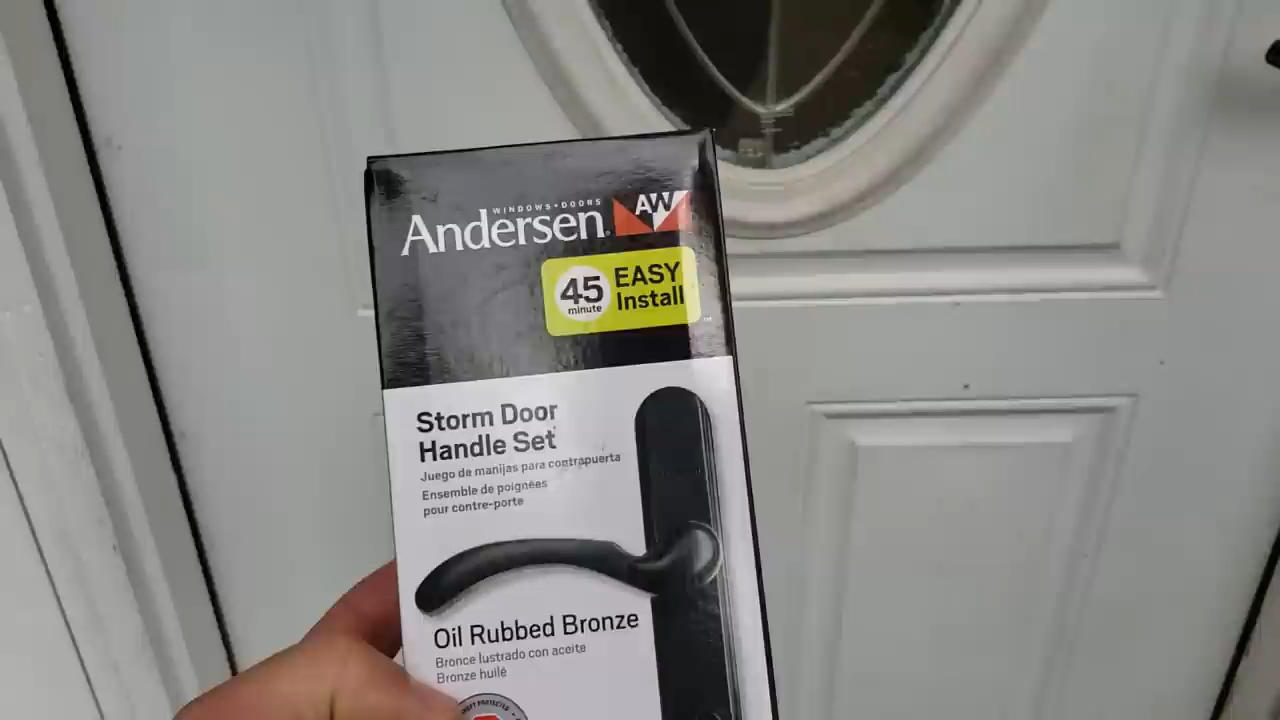 WINDOWS • DOORS
Andersen
AW
45
minute
EASY
Install
Storm Door
Handle Set
Juego de manijas para contrapuerta
Ensemble de poignées
pour contre-porte
Oil Rubbed Bronze
Bronce lustrado con aceite
Bronze huilé
PROTECTED